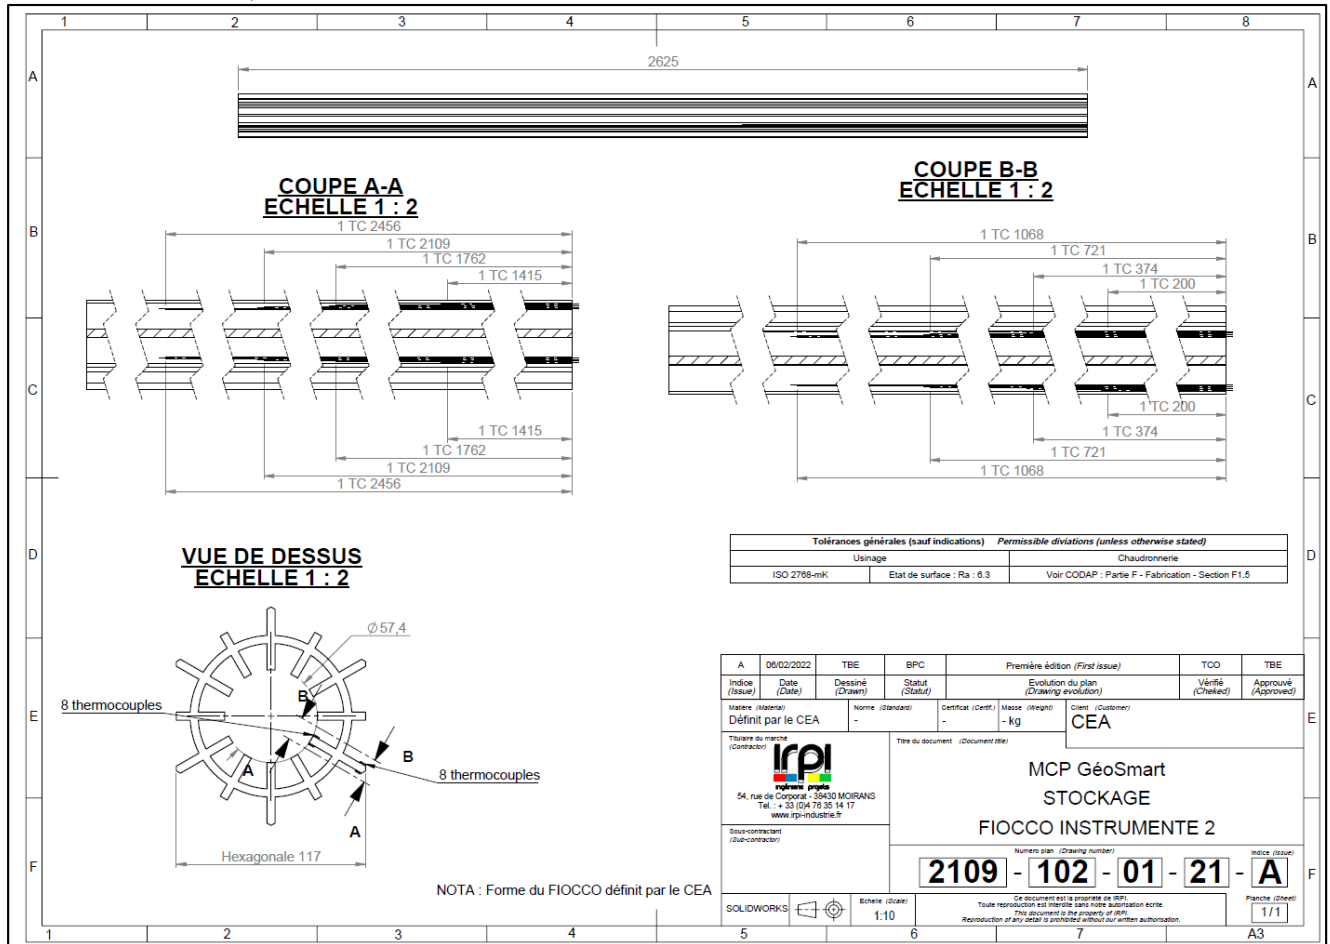 1 2 3 4 5 6 7 8
A
A
2625
COUPE A-A
ECHELLE 1 : 2
COUPE B-B
ECHELLE 1 : 2
B
B
1 TC 2456
1 TC 2109
1 TC 1762
1 TC 1415
1 TC 1068
1 TC 721
1 TC 374
1 TC 200
C
C
1 TC 1415
1 TC 1762
1 TC 2109
1 TC 2456
1 TC 200
1 TC 374
1 TC 721
1 TC 1068
D
D
Tolérances générales (sauf indications) Permissible diviations (unless otherwise stated)
Usinage Chaudronnerie
ISO 2768-mK Etat de surface : Ra : 6.3 Voir CODAP : Partie F - Fabrication - Section F1.5
VUE DE DESSUS
ECHELLE 1 : 2
Ø 57,4
8 thermocouples
B
B
A
A
8 thermocouples
Hexagonale 117
E
E
NOTA : Forme du FIOCCO définit par le CEA
A 06/02/2022 TBE BPC Première édition (First issue) TCO TBE
Indice (Issue) Date (Date) Dessiné (Drawn) Statut (Statut) Evolution du plan (Drawing evolution) Vérifié (Cheked) Approuvé (Approved)
Matière (Material) Norme (Standard) Certificat (Certif.) Masse (Weight) Client (Customer)
Définit par le CEA - - - kg CEA
Titulaire du marché
(Contractor)
irpi
ingénierie projets
54, rue de Corporat - 38430 MOIRANS
Tel. : + 33 (0)4 76 35 14 17
www.irpi-industrie.fr
Sous-contractant
(Sub-contractor)
Titre du document (Document title)
MCP GéoSmart
STOCKAGE
FIOCCO INSTRUMENTE 2
Numero plan (Drawing number) Indice (Issue)
2109 - 102 - 01 - 21 - A
F
F
SOLIDWORKS
Echelle (Scale)
1:10
Ce document est la propriété de IRPI.
Toute reproduction est interdite sans notre autorisation écrite.
This document is the property of IRPI.
Reproduction of any detail is prohibited without our written authorisation.
Planche (Sheet)
1/1
1 2 3 4 5 6 7 A3